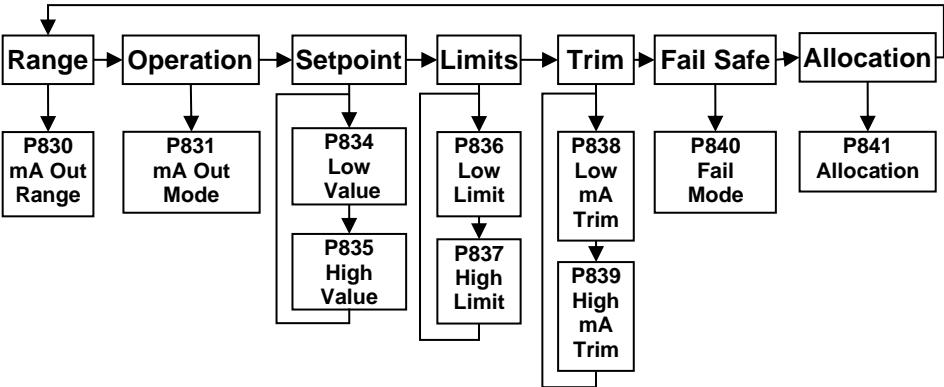 Range
Operation
Setpoint
Limits
Trim
Fail Safe
Allocation
P830
mA Out
Range
P831
mA Out
Mode
P834
Low
Value
P835
High
Value
P836
Low
Limit
P837
High
Limit
P838
Low
mA
Trim
P839
High
mA
Trim
P840
Fail
Mode
P841
Allocation